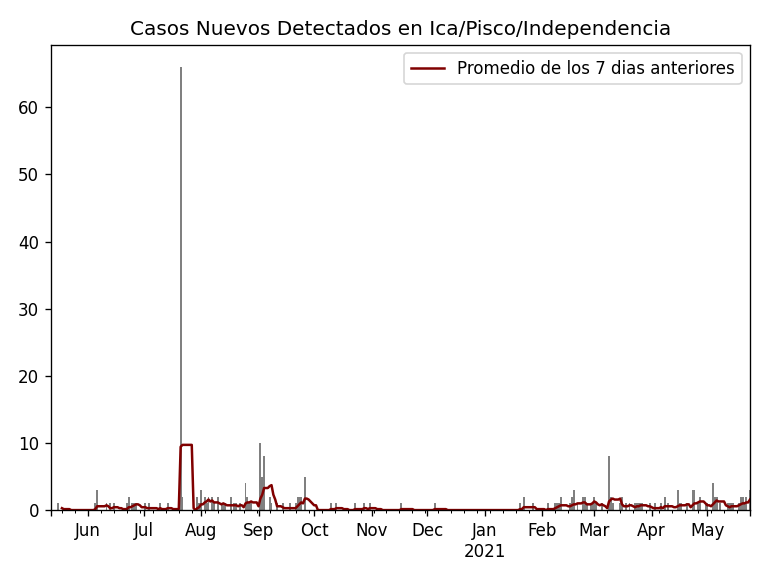 Casos Nuevos Detectados en Ica/Pisco/Independencia
Promedio de los 7 dias anteriores
60
50
40
30
20
10
0
Jun Jul Aug Sep Oct Nov Dec Jan Feb Mar Apr May
2021